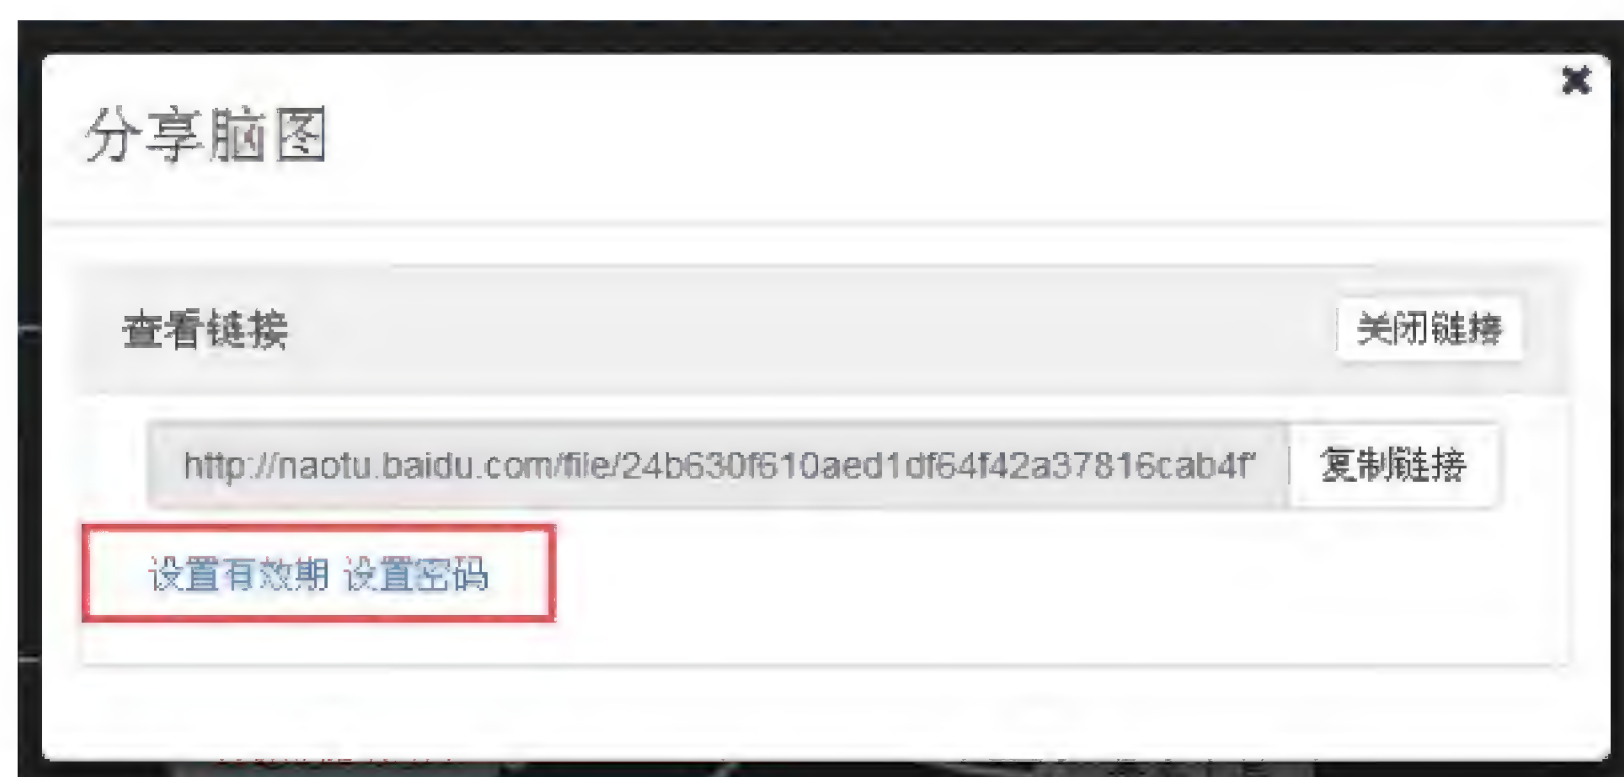 分享脑图
查看链接 关闭链接
http://naotu.baidu.com/file/24b630f610aed1df64f42a37816cab4f 复制链接
设置有效期 设置密码